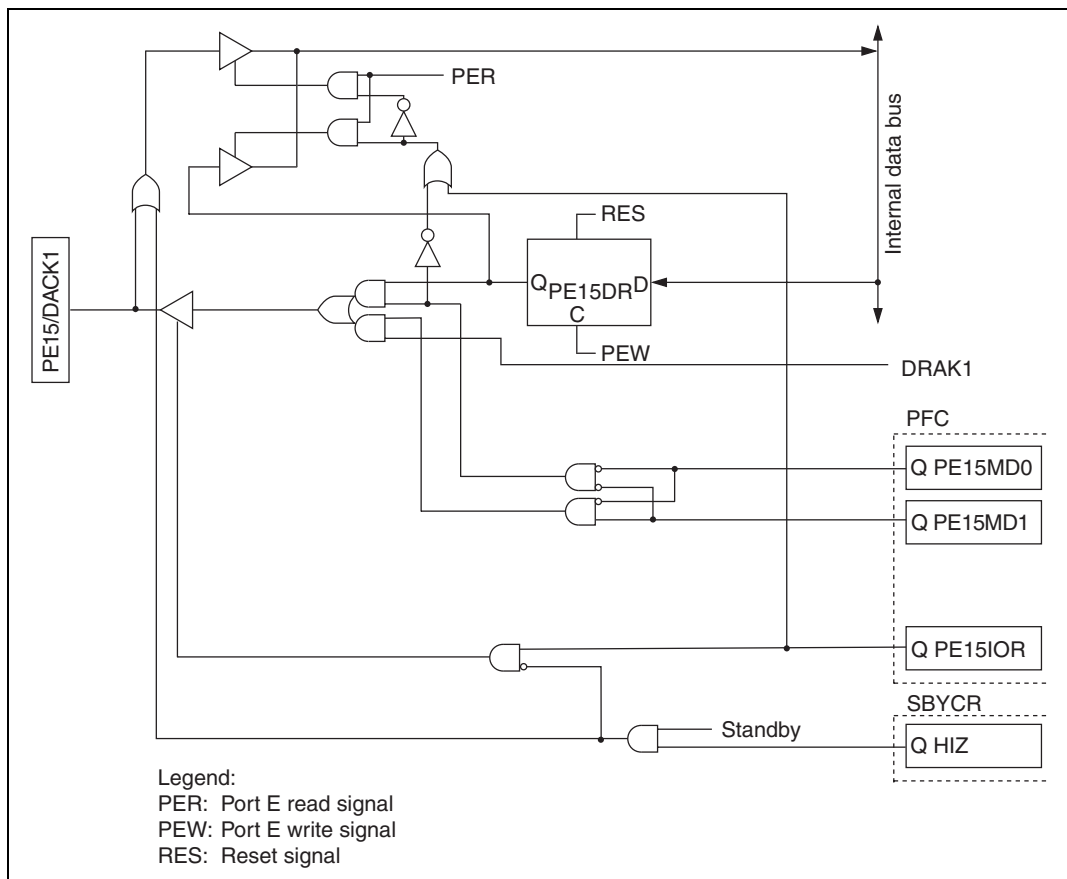 PER
Internal data bus
RES
Q PE15DR D
C
PEW
PE15/DACK1
DRAK1
PFC
Q PE15MD0
Q PE15MD1
Q PE15IOR
SBYCR
Standby
Q HIZ
Legend:
PER: Port E read signal
PEW: Port E write signal
RES: Reset signal